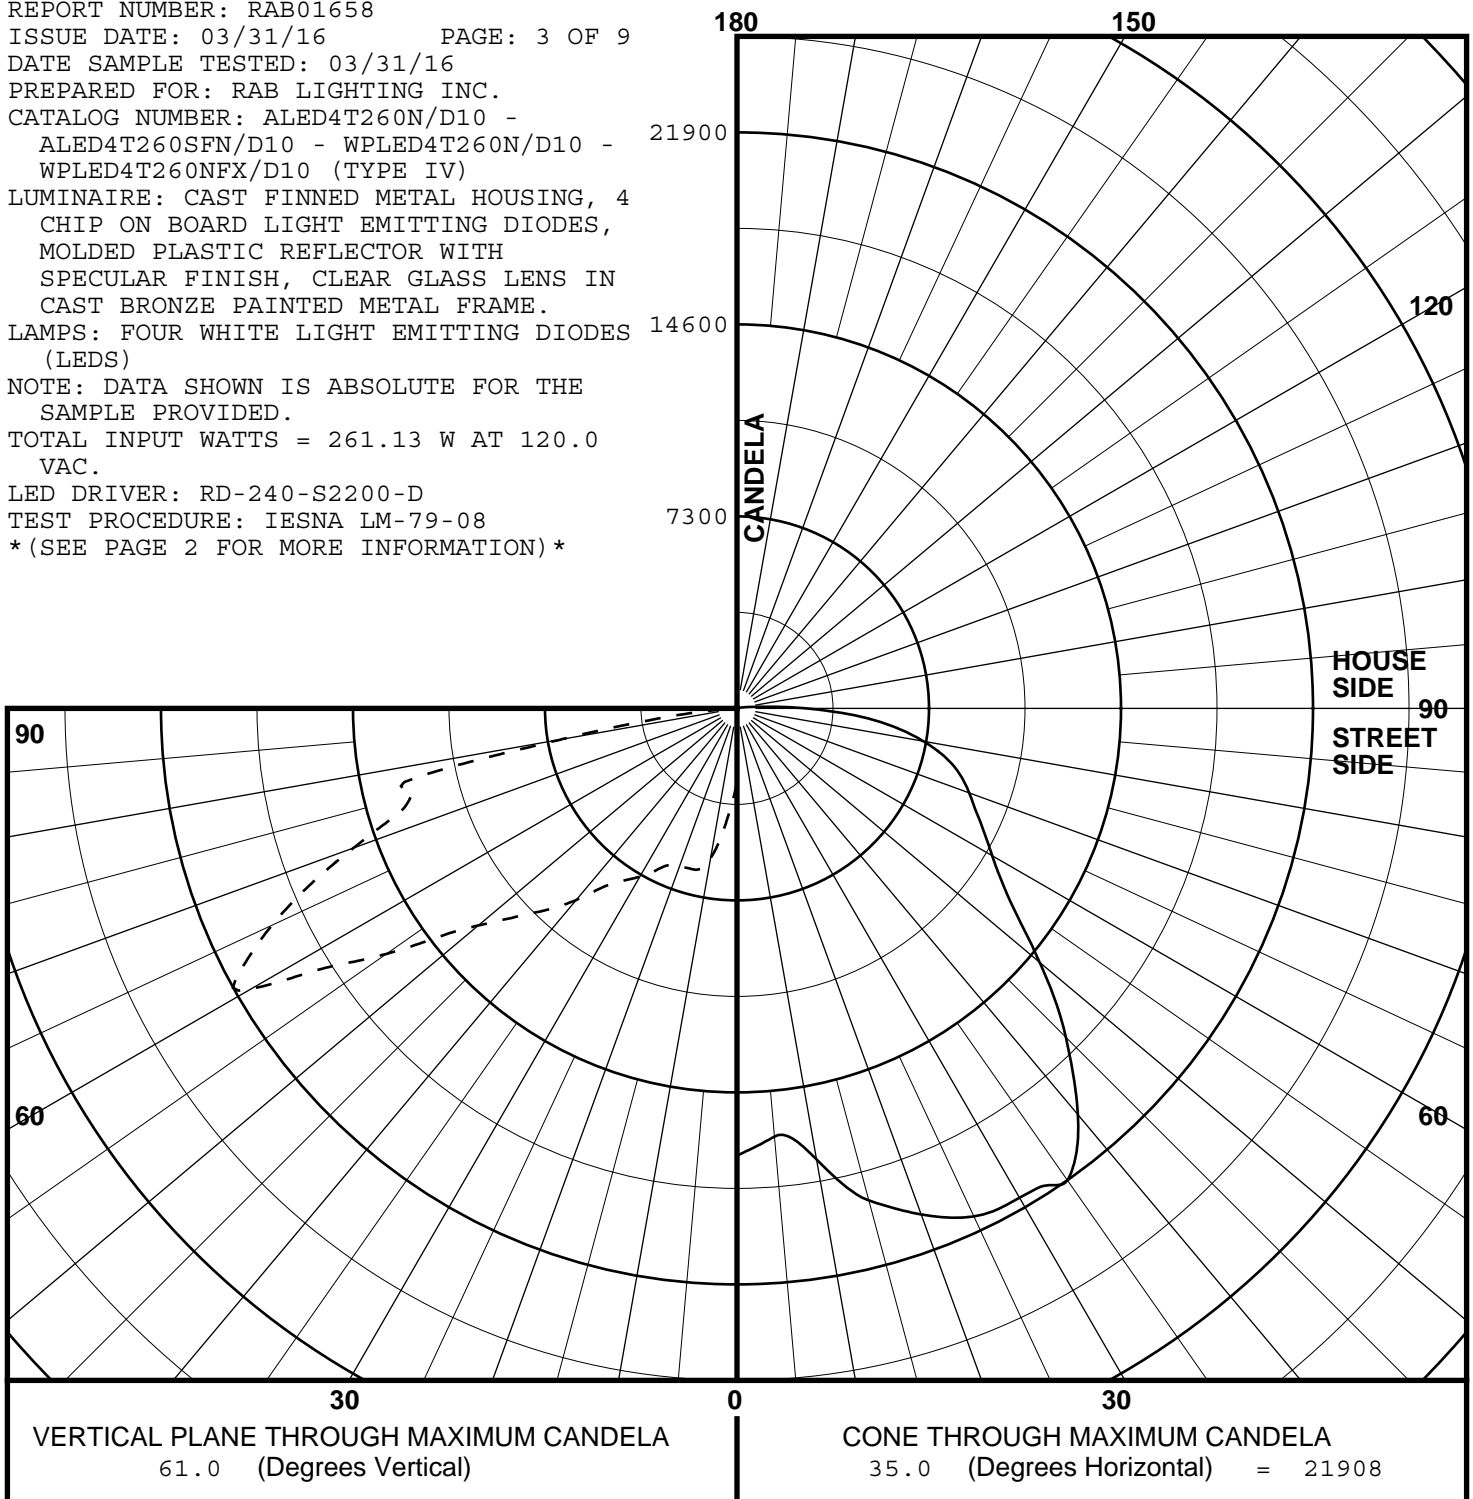 REPORT NUMBER: RAB01658
ISSUE DATE: 03/31/16 PAGE: 3 OF 9
DATE SAMPLE TESTED: 03/31/16
PREPARED FOR: RAB LIGHTING INC.
CATALOG NUMBER: ALED4T260N/D10 -
ALED4T260SFN/D10 - WPLED4T260N/D10 -
WPLED4T260NFX/D10 (TYPE IV)
LUMINAIRE: CAST FINNED METAL HOUSING, 4
CHIP ON BOARD LIGHT EMITTING DIODES,
MOLDED PLASTIC REFLECTOR WITH
SPECULAR FINISH, CLEAR GLASS LENS IN
CAST BRONZE PAINTED METAL FRAME.
LAMPS: FOUR WHITE LIGHT EMITTING DIODES
(LEDS)
NOTE: DATA SHOWN IS ABSOLUTE FOR THE
SAMPLE PROVIDED.
TOTAL INPUT WATTS = 261.13 W AT 120.0
VAC.
LED DRIVER: RD-240-S2200-D
TEST PROCEDURE: IESNA LM-79-08
*(SEE PAGE 2 FOR MORE INFORMATION)*
180
150
21900
14600
7300
CANDELA
120
HOUSE
SIDE
90
STREET
SIDE
90
60
60
30
0
30
VERTICAL PLANE THROUGH MAXIMUM CANDELA
61.0 (Degrees Vertical)
CONE THROUGH MAXIMUM CANDELA
35.0 (Degrees Horizontal) = 21908